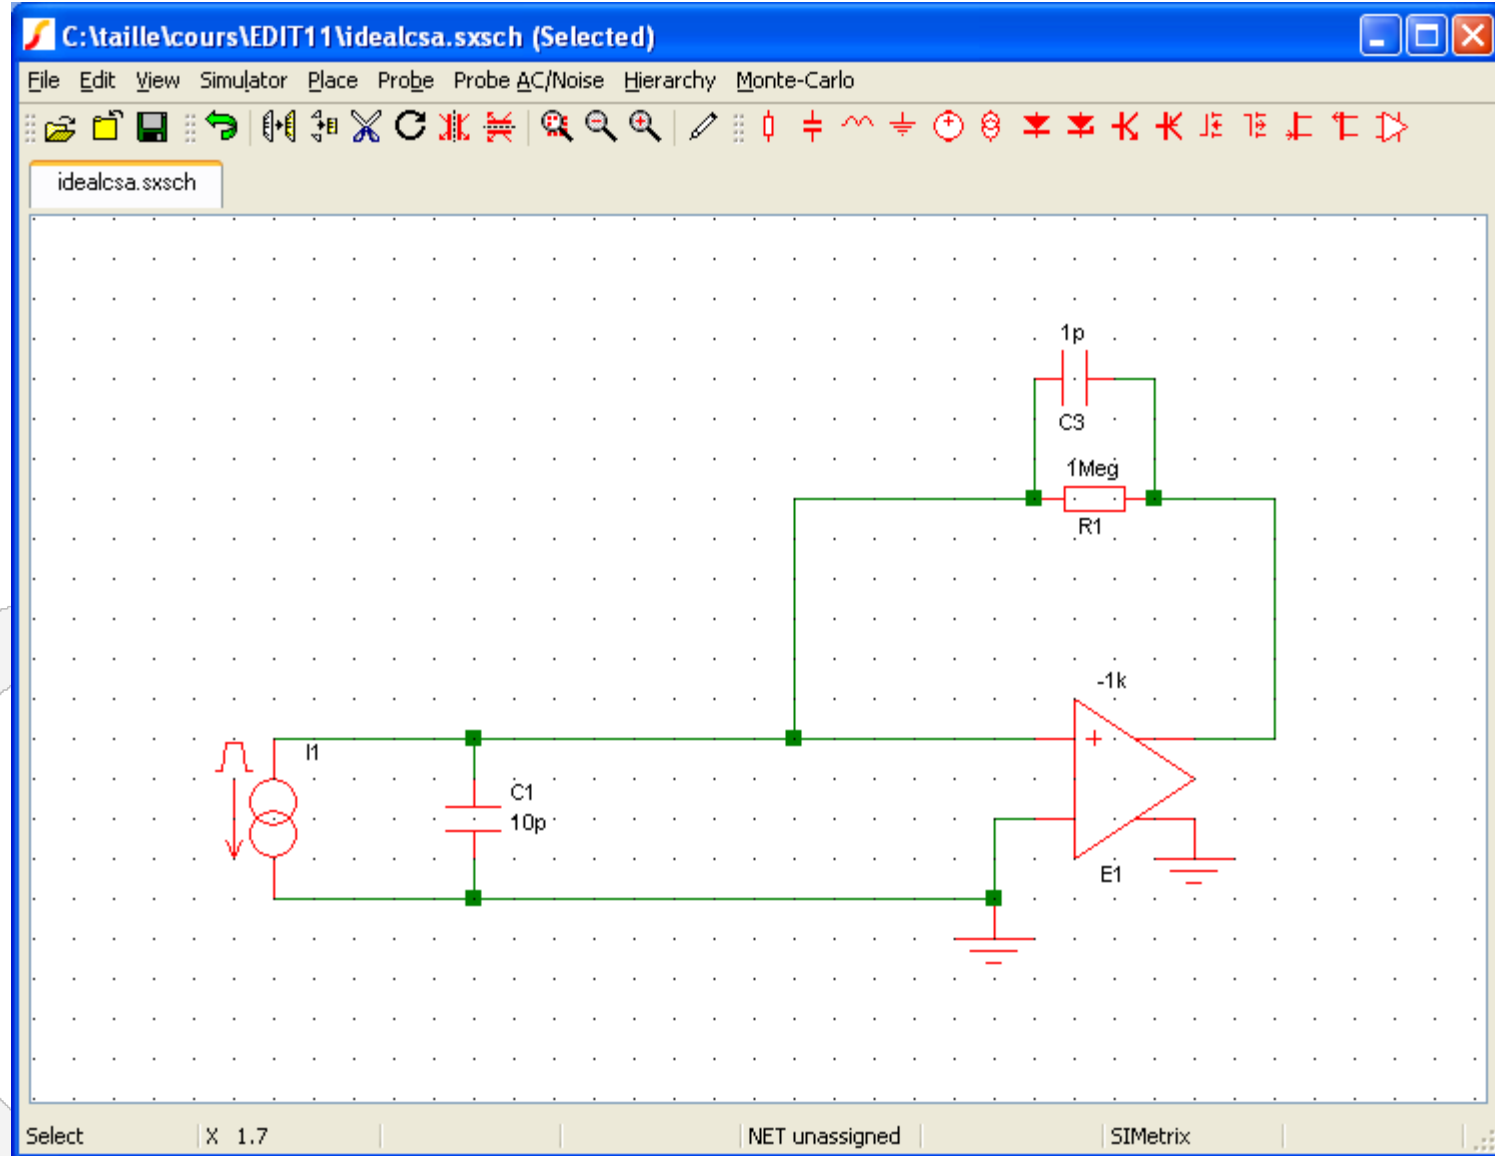 C:\taille\cours\EDIT11\idealcsa.sxsch (Selected)
File Edit View Simulator Place Probe Probe AC/Noise Hierarchy Monte-Carlo
idealcsa.sxsch
1p
C3
1Meg
R1
-1k
I1
+
C1
10p
E1
Select X 1.7 NET unassigned SIMetrix